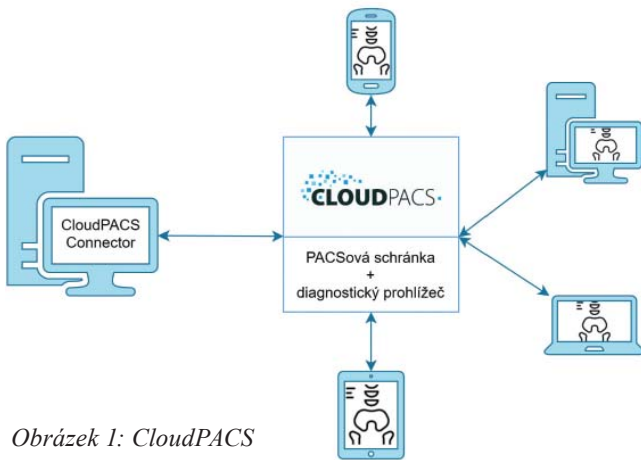 CLOUDPACS
CloudPACS
Connector
PACSová schránka
+
diagnostický prohlížeč
Obrázek 1: CloudPACS